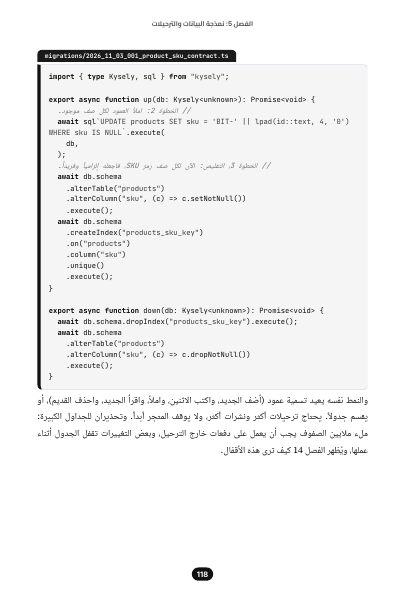 الفصل 5: نمذجة البيانات والترحيلات
migrations/2026_11_03_001_product_sku_contract.ts
import { type Kysely, sql } from "kysely";
export async function up(db: Kysely<unknown>): Promise<void> {
// الخطوة 2: املأ العمود لكل صف موجود.
await sql`UPDATE products SET sku = 'BIT-' || lpad(id::text, 4, '0')
WHERE sku IS NULL`.execute(
db,
);
// الخطوة 3، التقليص: الآن لكل صف رمز SKU، فاجعله إلزامياً وفريداً.
await db.schema
.alterTable("products")
.alterColumn("sku", (c) => c.setNotNull())
.execute();
await db.schema
.createIndex("products_sku_key")
.on("products")
.column("sku")
.unique()
.execute();
}
export async function down(db: Kysely<unknown>): Promise<void> {
await db.schema.dropIndex("products_sku_key").execute();
await db.schema
.alterTable("products")
.alterColumn("sku", (c) => c.dropNotNull())
.execute();
}
والنمط نفسه يعيد تسمية عمود (أضف الجديد، واكتب الاثنين، واملأ، واقرأ الجديد، واحذف القديم)، أو
يقسم جدولاً. يحتاج ترحيلات أكثر ونشرات أكثر، ولا يوقف المتجر أبداً. وتحذيران للجداول الكبيرة:
ملء ملايين الصفوف يجب أن يعمل على دفعات خارج الترحيل، وبعض التغييرات تقفل الجدول أثناء
عملها، ويُظهر الفصل 14 كيف ترى هذه الأقفال.
118